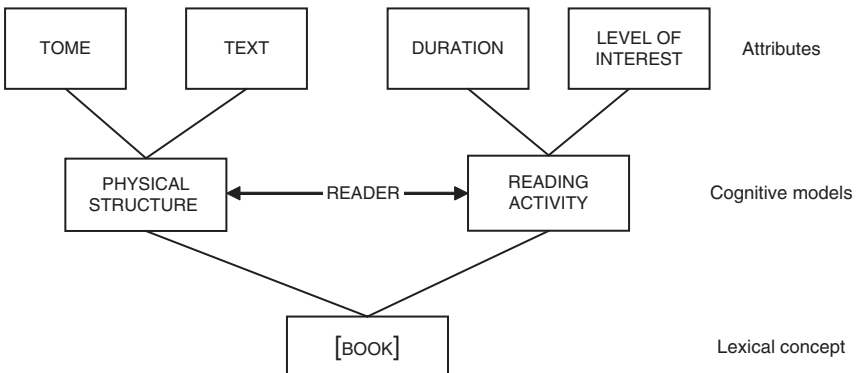 TOME
TEXT
DURATION
LEVEL OF
INTEREST
Attributes
PHYSICAL
STRUCTURE
READER
READING
ACTIVITY
Cognitive models
[BOOK]
Lexical concept